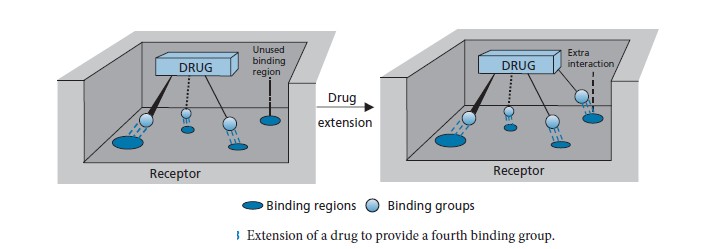 Unused
binding
region
DRUG
Receptor
Drug
extension
Extra
interaction
DRUG
Receptor
Binding regions
Binding groups
Extension of a drug to provide a fourth binding group.